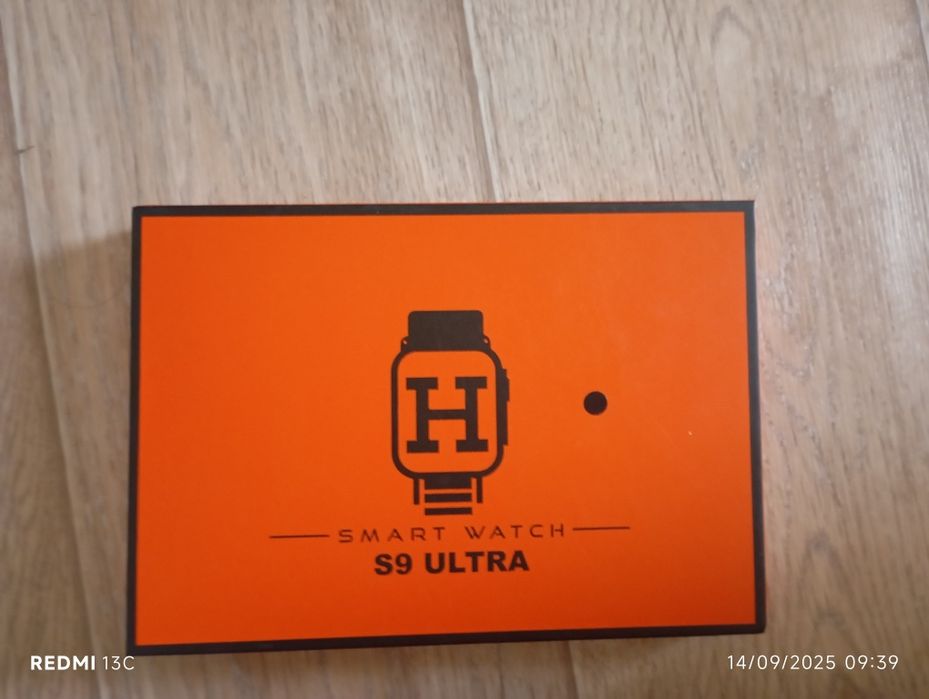 H
SMART WATCH
S9 ULTRA
REDMI 13C
14/09/2025 09:39